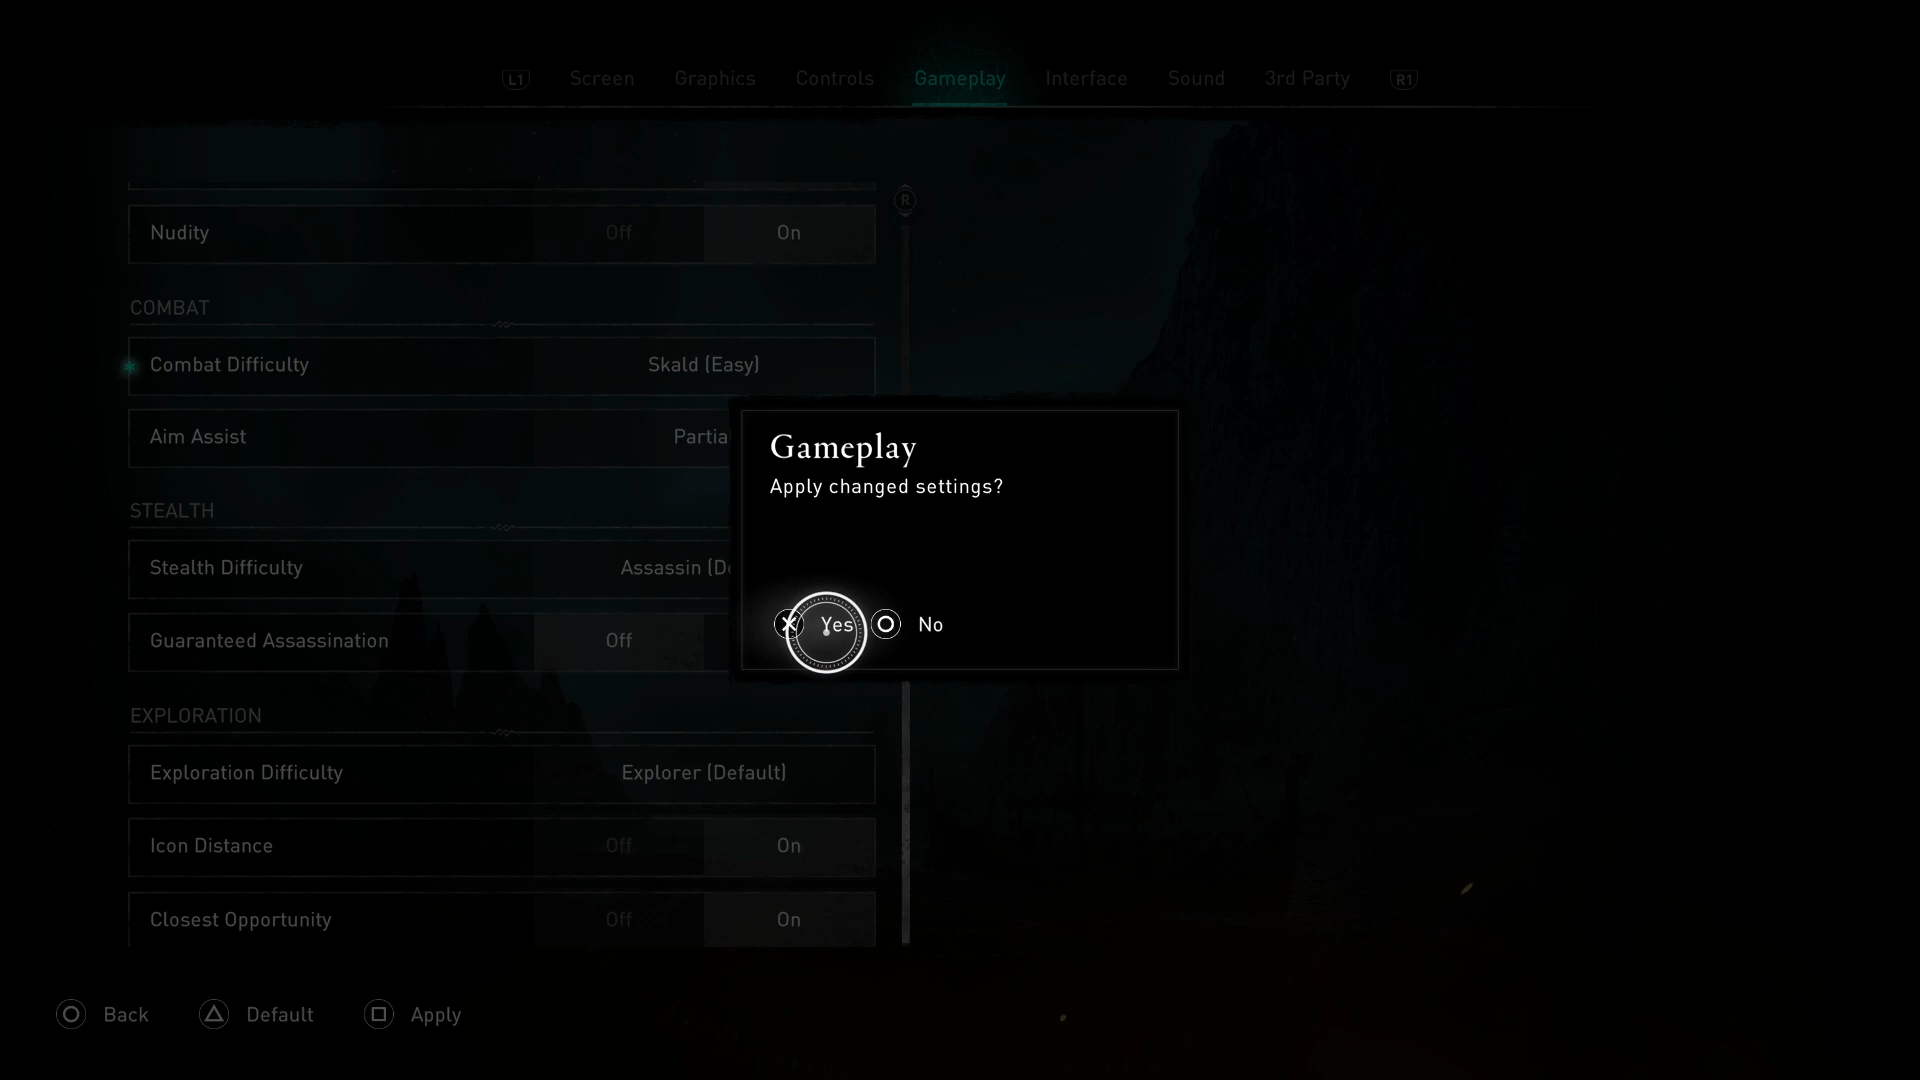 L1 Screen Graphics Controls Gameplay Interface Sound 3rd Party R1
R
Nudity Off On
COMBAT
Combat Difficulty Skald (Easy)
Aim Assist Partia
Gameplay
Apply changed settings?
STEALTH
Stealth Difficulty Assassin (D
Guaranteed Assassination Off
Yes No
EXPLORATION
Exploration Difficulty Explorer (Default)
Icon Distance Off On
Closest Opportunity Off On
Back Default Apply